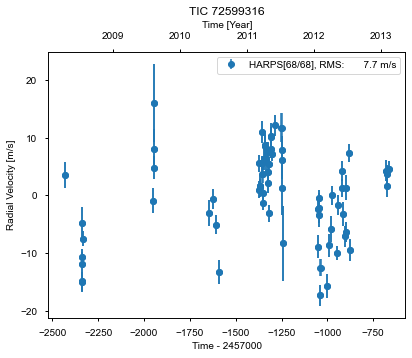 TIC 72599316
Time [Year]
2009 2010 2011 2012 2013
HARPS[68/68], RMS: 7.7 m/s
Radial Velocity [m/s]
20
10
0
−10
−20
−2500 −2250 −2000 −1750 −1500 −1250 −1000 −750
Time - 2457000